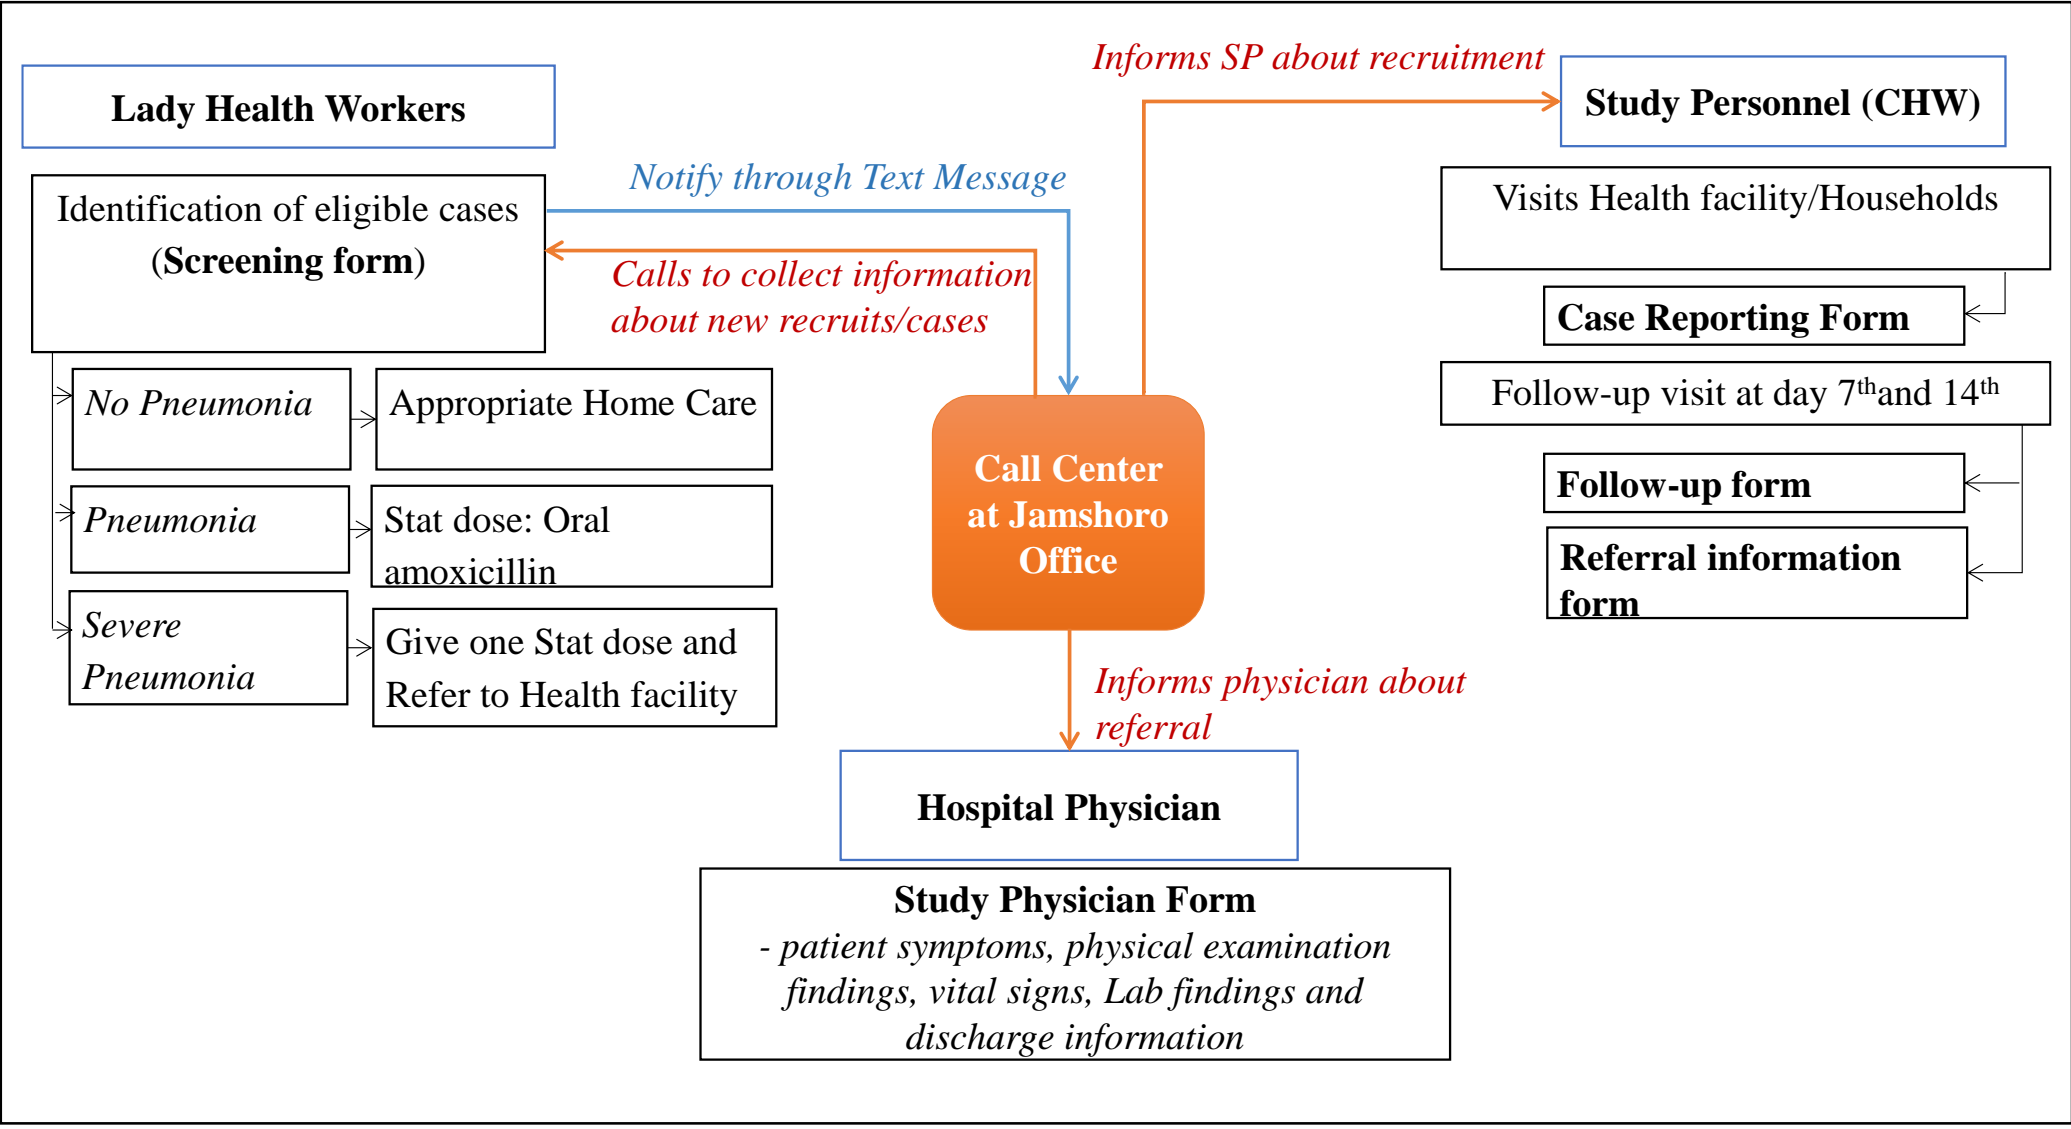 Lady Health Workers
Identification of eligible cases
(Screening form)
No Pneumonia
Appropriate Home Care
Pneumonia
Stat dose: Oral
amoxicillin
Severe
Pneumonia
Give one Stat dose and
Refer to Health facility
Notify through Text Message
Calls to collect information
about new recruits/cases
Call Center
at Jamshoro
Office
Informs SP about recruitment
Study Personnel (CHW)
Visits Health facility/Households
Case Reporting Form
Follow-up visit at day 7thand 14th
Follow-up form
Referral information
form
Informs physician about
referral
Hospital Physician
Study Physician Form
- patient symptoms, physical examination
findings, vital signs, Lab findings and
discharge information